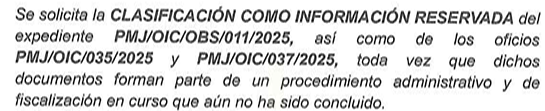 Se solicita la CLASIFICACIÓN COMO INFORMACIÓN RESERVADA del
expediente PMJ/OIC/OBS/011/2025, así como de los oficios
PMJ/OIC/035/2025 y PMJ/OIC/037/2025, toda vez que dichos
documentos forman parte de un procedimiento administrativo y de
fiscalización en curso que aún no ha sido concluido.